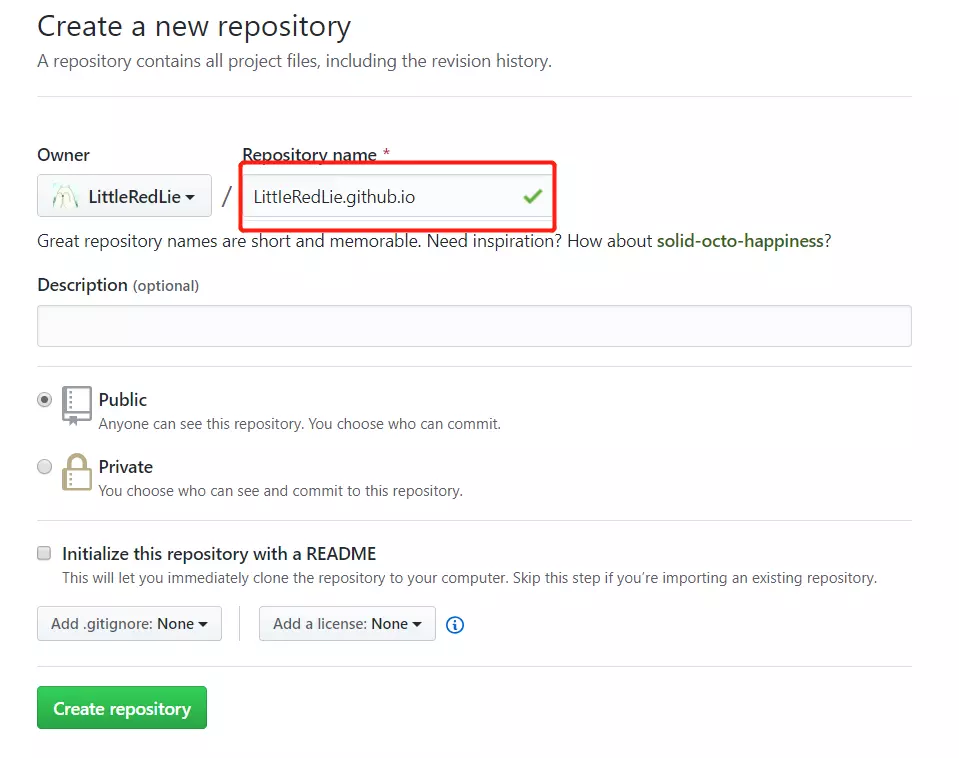 Create a new repository
A repository contains all project files, including the revision history.
Owner
Repository name *
LittleRedLie
/
LittleRedLie.github.io
Great repository names are short and memorable. Need inspiration? How about solid-octo-happiness?
Description (optional)
Public
Anyone can see this repository. You choose who can commit.
Private
You choose who can see and commit to this repository.
Initialize this repository with a README
This will let you immediately clone the repository to your computer. Skip this step if you’re importing an existing repository.
Add .gitignore: None
Add a license: None
Create repository